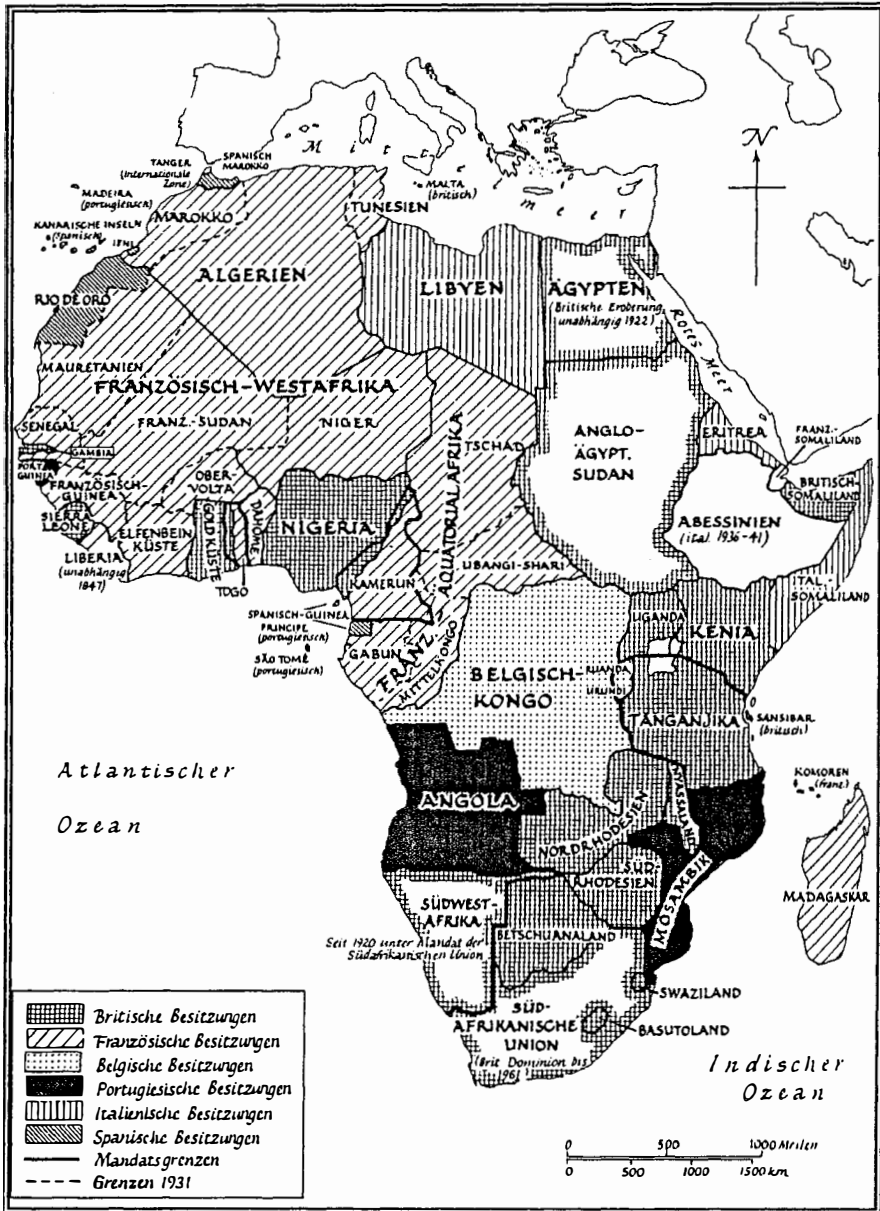 Mittel
meer
N
TANGER
(Internationale
Zone)
SPANISCH
MAROKKO
MADEIRA
(portugiesisch)
MALTA
(britisch)
KANARISCHE INSELN
(Spanisch)
IFNI
MAROKKO
TUNESIEN
ALGERIEN
LIBYEN
ÄGYPTEN
(Britische Eroberung
unabhängig 1922)
RIO DE ORO
Rotes Meer
MAURETANIEN
FRANZÖSISCH-WESTAFRIKA
SENEGAL
FRANZ.-SUDAN
NIGER
TSCHAD
ANGLO-
ÄGYPT.
SUDAN
ERITREA
FRANZ.-
SOMALILAND
GAMBIA
PORT.
GUINEA
FRANZÖSISCH-
GUINEA
OBER-
VOLTA
BRITISCH-
SOMALILAND
SIERRA
LEONE
ELFENBEIN
KÜSTE
GOLDKÜSTE
DAHOME
NIGERIA
ABESSINIEN
(ital. 1936-41)
LIBERIA
(unabhängig
1847)
TOGO
KAMERUN
FRANZ. ÄQUATORIALAFRIKA
UBANGI-SHARI
ITAL.-
SOMALILAND
SPANISCH-GUINEA
PRINCIPE
(portugiesisch)
SÃO TOMÉ
(portugiesisch)
GABUN
MITTELKONGO
UGANDA
KENIA
BELGISCH-
KONGO
RUANDA
URUNDI
TANGANJIKA
SANSIBAR
(britisch)
Atlantischer
Ozean
ANGOLA
NYASSALAND
KOMOREN
(franz.)
NORDRHODESIEN
SÜD-
RHODESIEN
MOSAMBIK
MADAGASKAR
SÜDWEST-
AFRIKA
Seit 1920 unter Mandat der
Südafrikanischen Union
BETSCHUANALAND
SWAZILAND
BASUTOLAND
SÜD-
AFRIKANISCHE
UNION
(Brit. Dominion bis
1961)
Indischer
Ozean
Britische Besitzungen
Französische Besitzungen
Belgische Besitzungen
Portugiesische Besitzungen
Italienische Besitzungen
Spanische Besitzungen
Mandatsgrenzen
Grenzen 1931
0 500 1000 Meilen
0 500 1000 1500 km